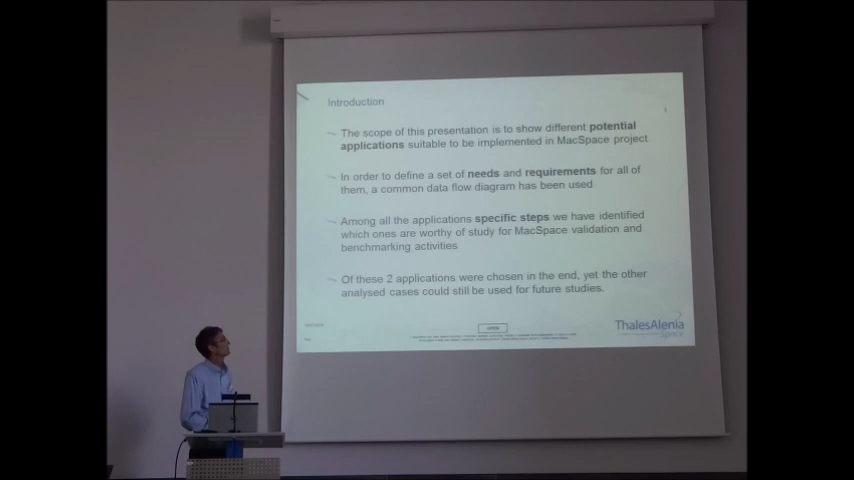 Introduction
The scope of this presentation is to show different potential
applications suitable to be implemented in MacSpace project
In order to define a set of needs and requirements for all of
them, a common data flow diagram has been used
Among all the applications specific steps we have identified
which ones are worthy of study for MacSpace validation and
benchmarking activities
Of these 2 applications were chosen in the end, yet the other
analysed cases could still be used for future studies.
OPEN
ThalesAlenia
Space